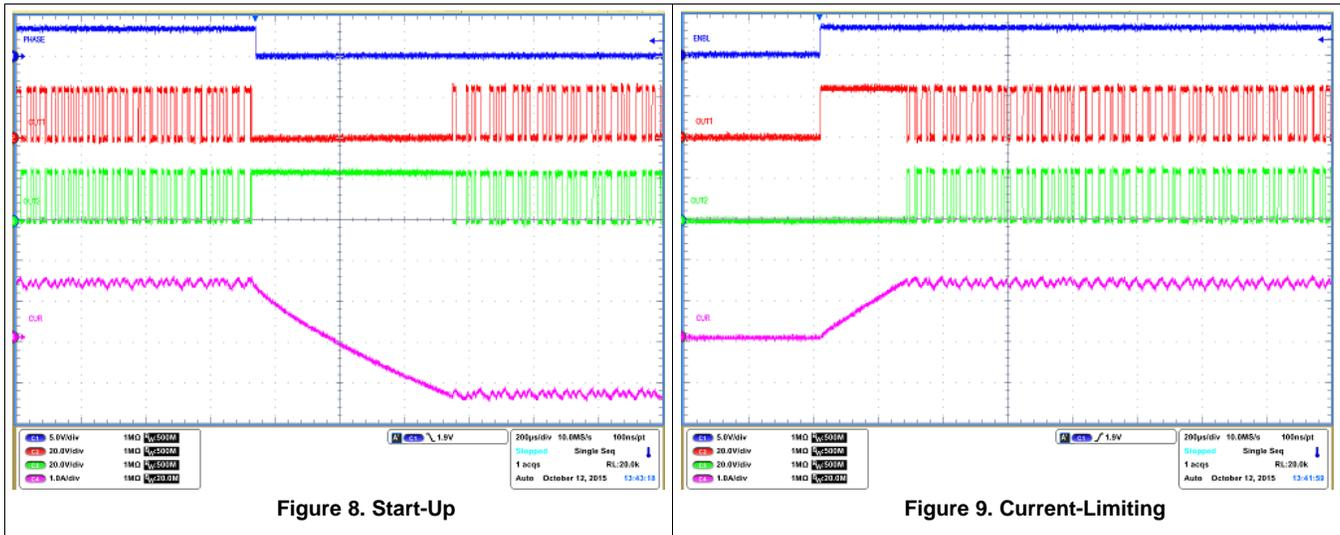 PHASE
OUT1
OUT2
CUR
C1 5.0V/div 1MΩ BW:500M
C2 20.0V/div 1MΩ BW:500M
C3 20.0V/div 1MΩ BW:500M
C4 1.0A/div 1MΩ BW:20.0M
A' C1 1.9V
200µs/div 10.0MS/s 100ns/pt
Stopped Single Seq
1 acqs RL:20.0k
Auto October 12, 2015 13:43:18
Figure 8. Start-Up
ENBL
OUT1
OUT2
CUR
C1 5.0V/div 1MΩ BW:500M
C2 20.0V/div 1MΩ BW:500M
C3 20.0V/div 1MΩ BW:500M
C4 1.0A/div 1MΩ BW:20.0M
A' C1 1.9V
200µs/div 10.0MS/s 100ns/pt
Stopped Single Seq
1 acqs RL:20.0k
Auto October 12, 2015 13:41:59
Figure 9. Current-Limiting